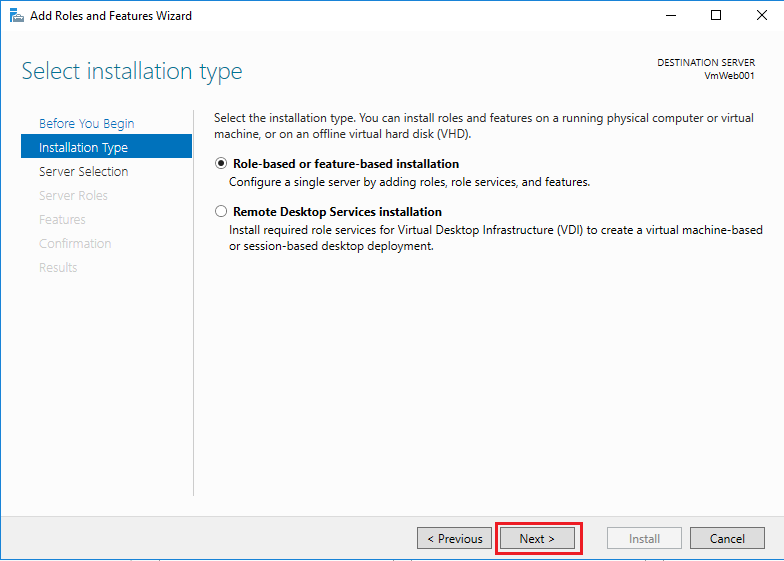 Add Roles and Features Wizard
Select installation type
DESTINATION SERVER
VmWeb001
Before You Begin
Installation Type
Server Selection
Server Roles
Features
Confirmation
Results
Select the installation type. You can install roles and features on a running physical computer or virtual
machine, or on an offline virtual hard disk (VHD).
Role-based or feature-based installation
Configure a single server by adding roles, role services, and features.
Remote Desktop Services installation
Install required role services for Virtual Desktop Infrastructure (VDI) to create a virtual machine-based
or session-based desktop deployment.
< Previous
Next >
Install
Cancel